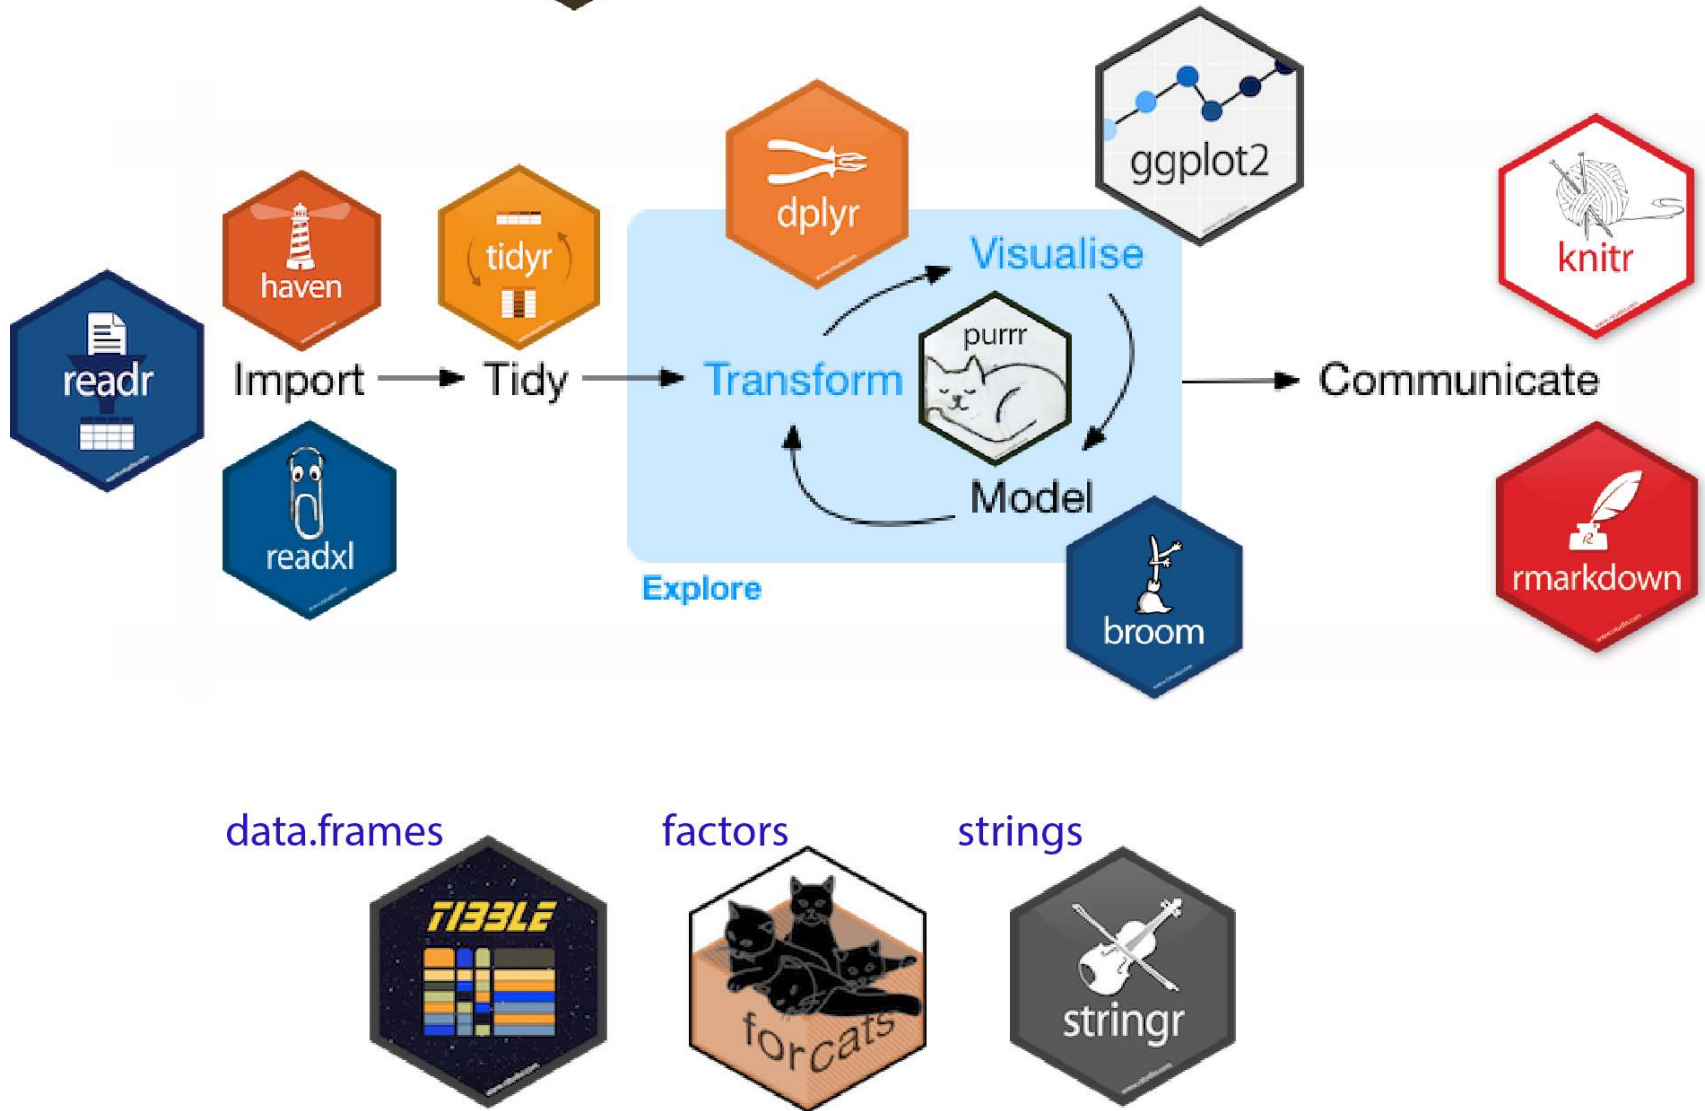 ggplot2
dplyr
haven
tidyr
knitr
Visualise
purrr
readr
Import
Tidy
Transform
Communicate
Model
readxl
Explore
broom
rmarkdown
data.frames
factors
strings
TIBBLE
forcats
stringr